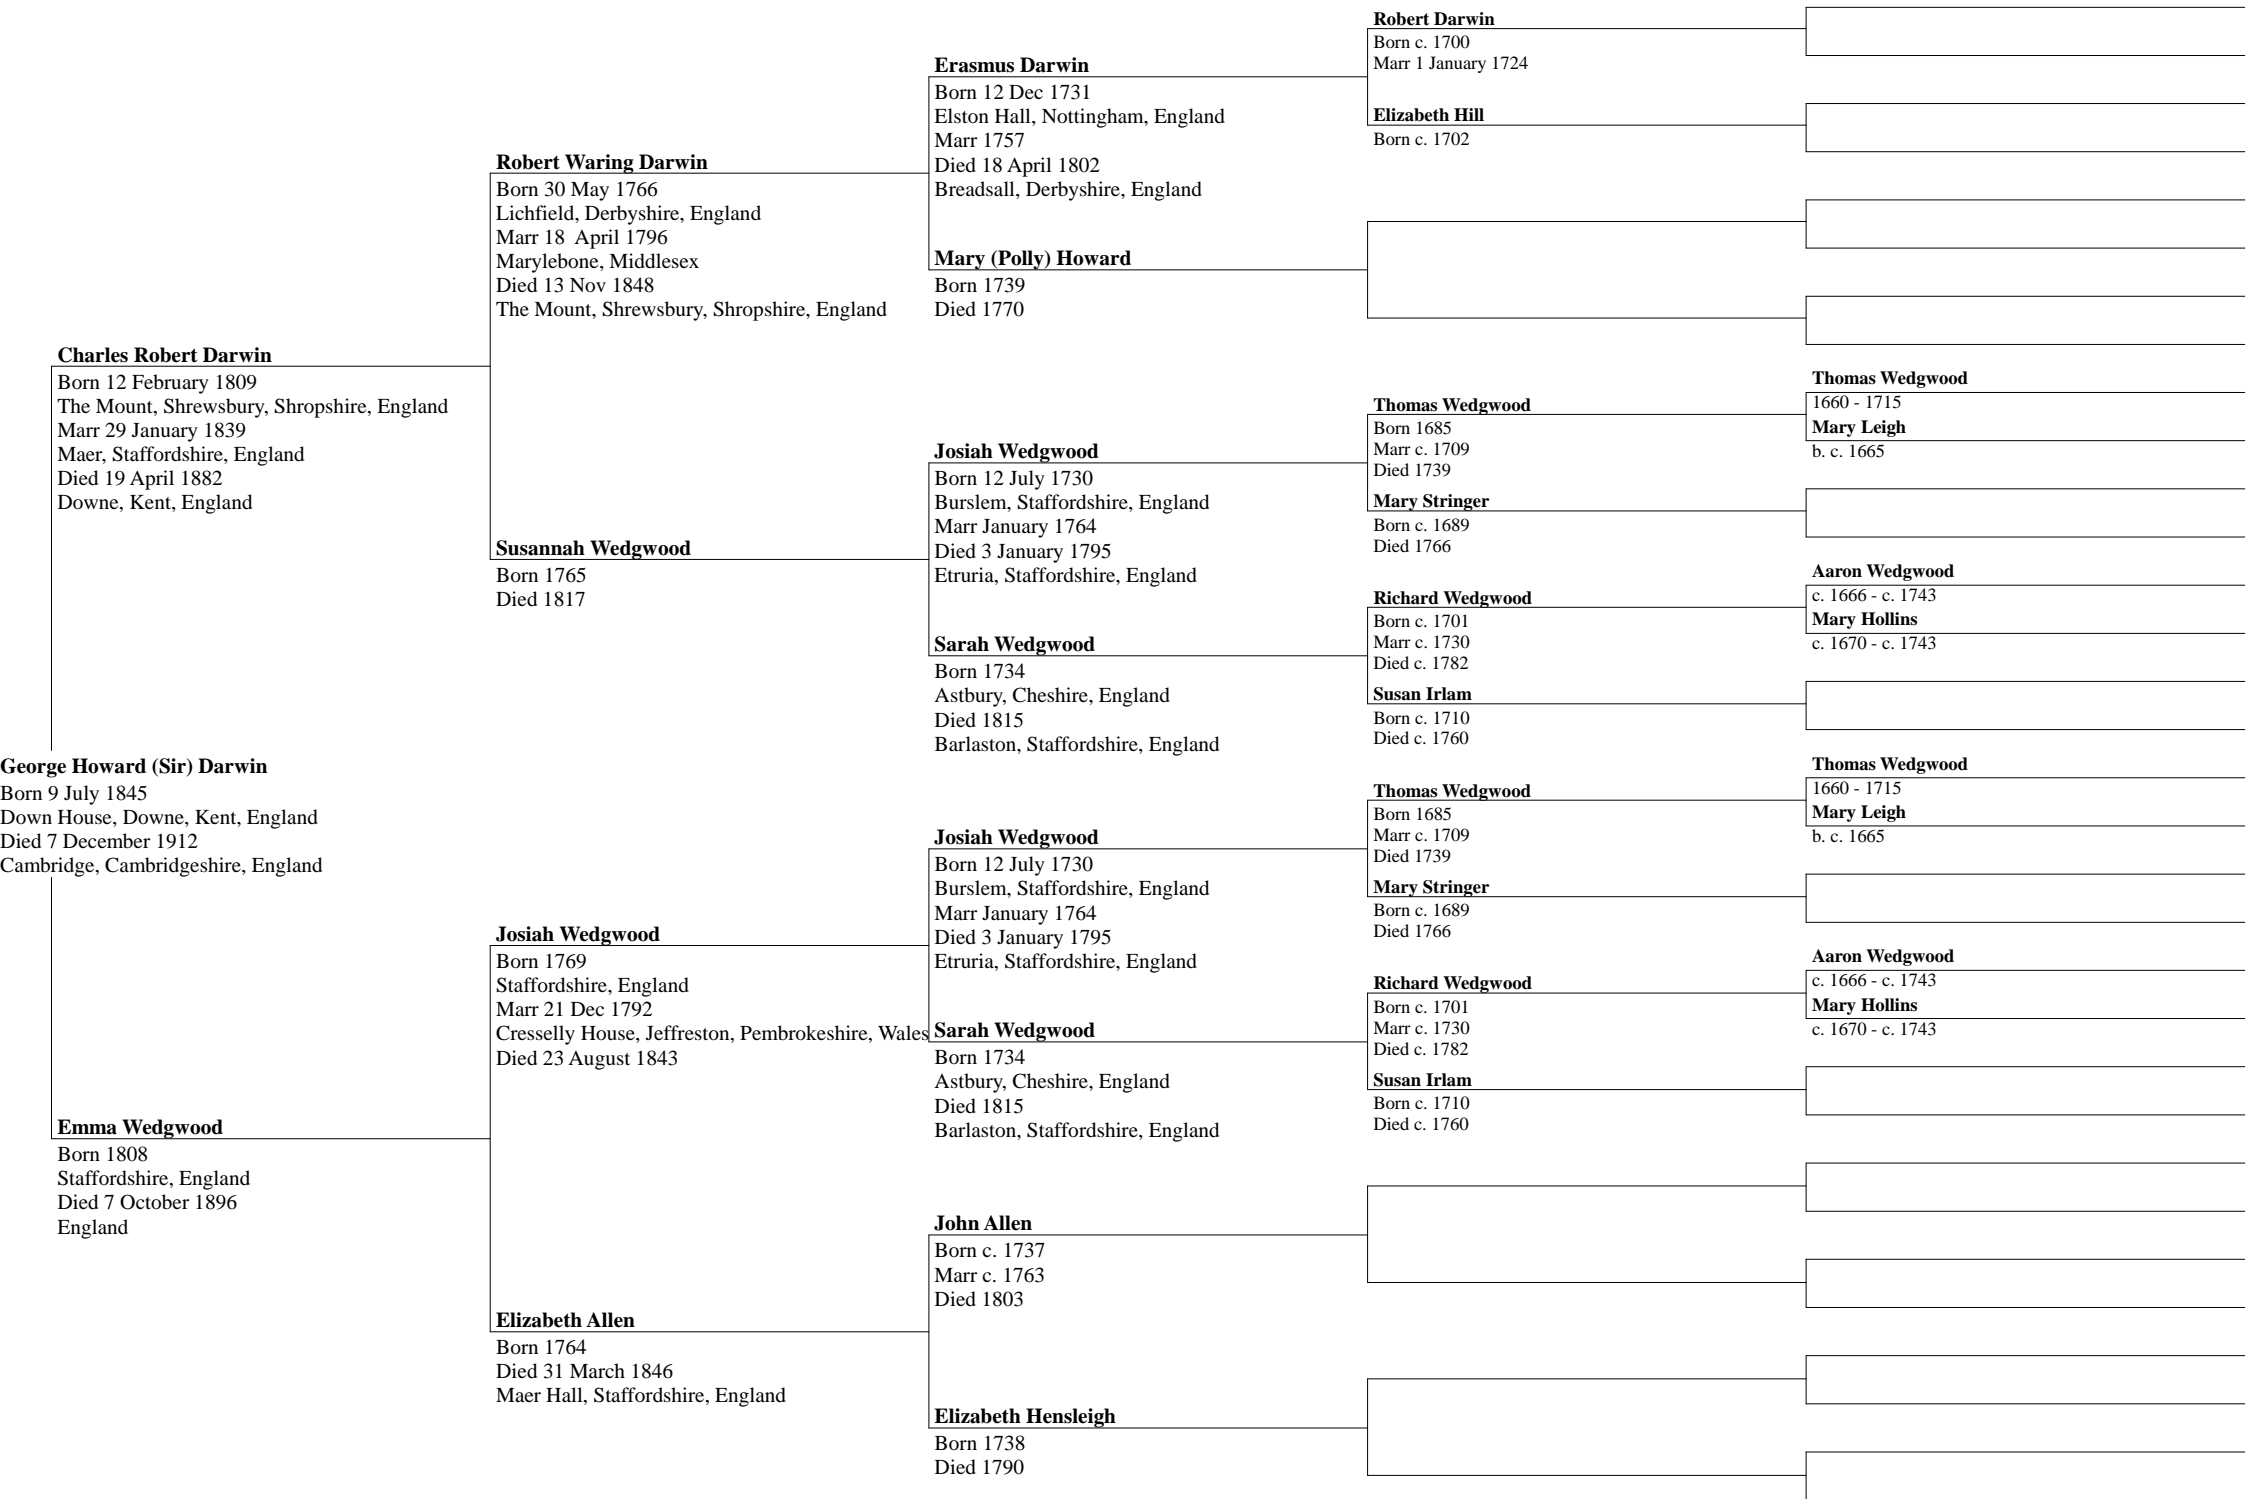 George Howard (Sir) Darwin
Born 9 July 1845
Down House, Downe, Kent, England
Died 7 December 1912
Cambridge, Cambridgeshire, England
Charles Robert Darwin
Born 12 February 1809
The Mount, Shrewsbury, Shropshire, England
Marr 29 January 1839
Maer, Staffordshire, England
Died 19 April 1882
Downe, Kent, England
Emma Wedgwood
Born 1808
Staffordshire, England
Died 7 October 1896
England
Robert Waring Darwin
Born 30 May 1766
Lichfield, Derbyshire, England
Marr 18 April 1796
Marylebone, Middlesex
Died 13 Nov 1848
The Mount, Shrewsbury, Shropshire, England
Susannah Wedgwood
Born 1765
Died 1817
Josiah Wedgwood
Born 1769
Staffordshire, England
Marr 21 Dec 1792
Cresselly House, Jeffreston, Pembrokeshire, Wales
Died 23 August 1843
Elizabeth Allen
Born 1764
Died 31 March 1846
Maer Hall, Staffordshire, England
Erasmus Darwin
Born 12 Dec 1731
Elston Hall, Nottingham, England
Marr 1757
Died 18 April 1802
Breadsall, Derbyshire, England
Mary (Polly) Howard
Born 1739
Died 1770
Josiah Wedgwood
Born 12 July 1730
Burslem, Staffordshire, England
Marr January 1764
Died 3 January 1795
Etruria, Staffordshire, England
Sarah Wedgwood
Born 1734
Astbury, Cheshire, England
Died 1815
Barlaston, Staffordshire, England
Josiah Wedgwood
Born 12 July 1730
Burslem, Staffordshire, England
Marr January 1764
Died 3 January 1795
Etruria, Staffordshire, England
Sarah Wedgwood
Born 1734
Astbury, Cheshire, England
Died 1815
Barlaston, Staffordshire, England
John Allen
Born c. 1737
Marr c. 1763
Died 1803
Elizabeth Hensleigh
Born 1738
Died 1790
Robert Darwin
Born c. 1700
Marr 1 January 1724
Elizabeth Hill
Born c. 1702
Thomas Wedgwood
Born 1685
Marr c. 1709
Died 1739
Mary Stringer
Born c. 1689
Died 1766
Richard Wedgwood
Born c. 1701
Marr c. 1730
Died c. 1782
Susan Irlam
Born c. 1710
Died c. 1760
Thomas Wedgwood
Born 1685
Marr c. 1709
Died 1739
Mary Stringer
Born c. 1689
Died 1766
Richard Wedgwood
Born c. 1701
Marr c. 1730
Died c. 1782
Susan Irlam
Born c. 1710
Died c. 1760
Thomas Wedgwood
1660 - 1715
Mary Leigh
b. c. 1665
Aaron Wedgwood
c. 1666 - c. 1743
Mary Hollins
c. 1670 - c. 1743
Thomas Wedgwood
1660 - 1715
Mary Leigh
b. c. 1665
Aaron Wedgwood
c. 1666 - c. 1743
Mary Hollins
c. 1670 - c. 1743